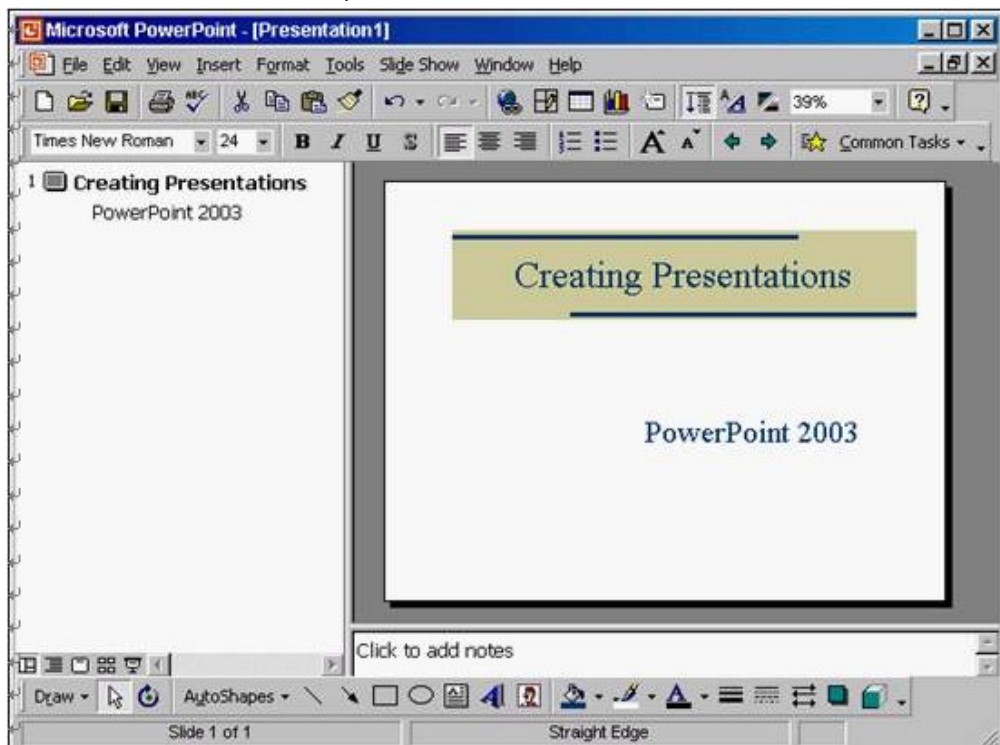 Microsoft PowerPoint - [Presentation1]
File Edit View Insert Format Tools Slide Show Window Help
39%
Times New Roman 24 B I U S A A Common Tasks
1 Creating Presentations
PowerPoint 2003
Creating Presentations
PowerPoint 2003
Click to add notes
Draw AutoShapes A A
Slide 1 of 1 Straight Edge